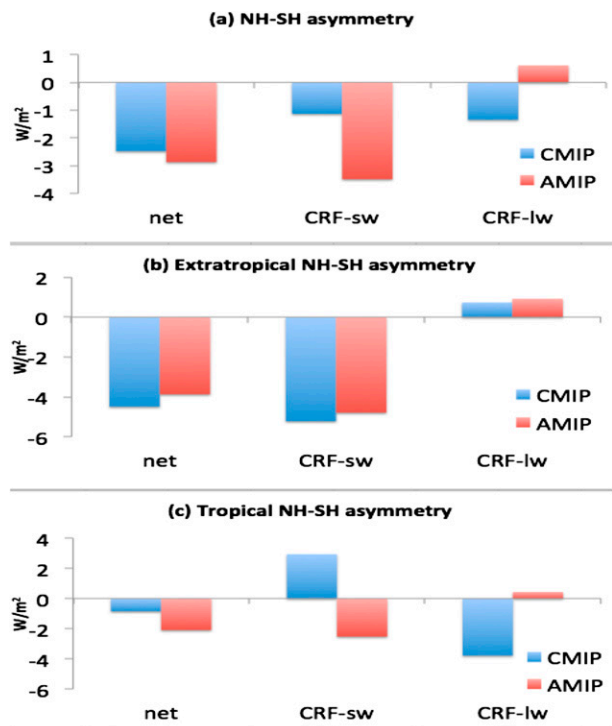 (a) NH-SH asymmetry
1
0
-1
-2
-3
-4
W/m²
CMIP
AMIP
net CRF-sw CRF-lw
(b) Extratropical NH-SH asymmetry
2
0
-2
-4
-6
W/m²
CMIP
AMIP
net CRF-sw CRF-lw
(c) Tropical NH-SH asymmetry
4
2
0
-2
-4
-6
W/m²
CMIP
AMIP
net CRF-sw CRF-lw